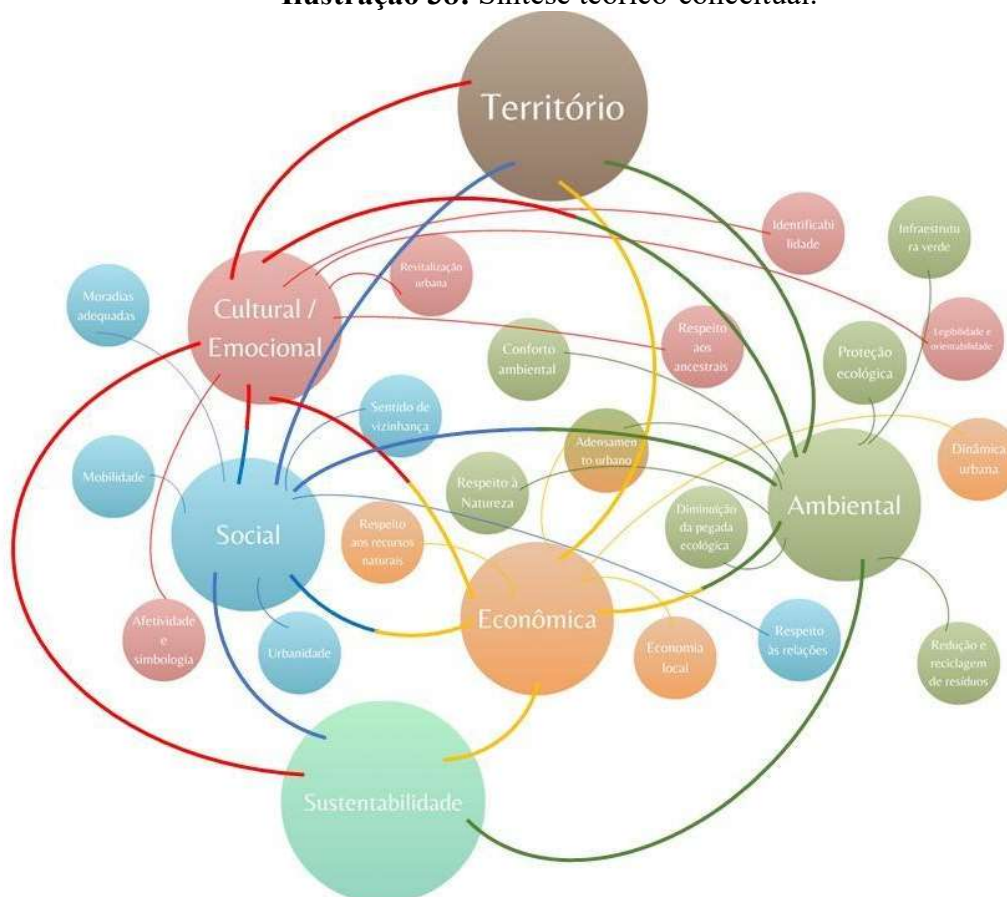 Ilustração 38: Síntese teórico-conceitual.
Território
Identificabi
lidade
Infraestrutu
ra verde
Revitalização
urbana
Moradias
adequadas
Cultural /
Emocional
Respeito
aos
ancestrais
Legibilidade e
orientabilidade
Conforto
ambiental
Proteção
ecológica
Sentido de
vizinhança
Adensamen
to urbano
Dinâmica
urbana
Mobilidade
Respeito à
Natureza
Diminuição
da pegada
ecológica
Ambiental
Social
Respeito
aos recursos
naturais
Econômica
Afetividade
e
simbologia
Urbanidade
Economia
local
Respeito
às relações
Redução e
reciclagem
de resíduos
Sustentabilidade